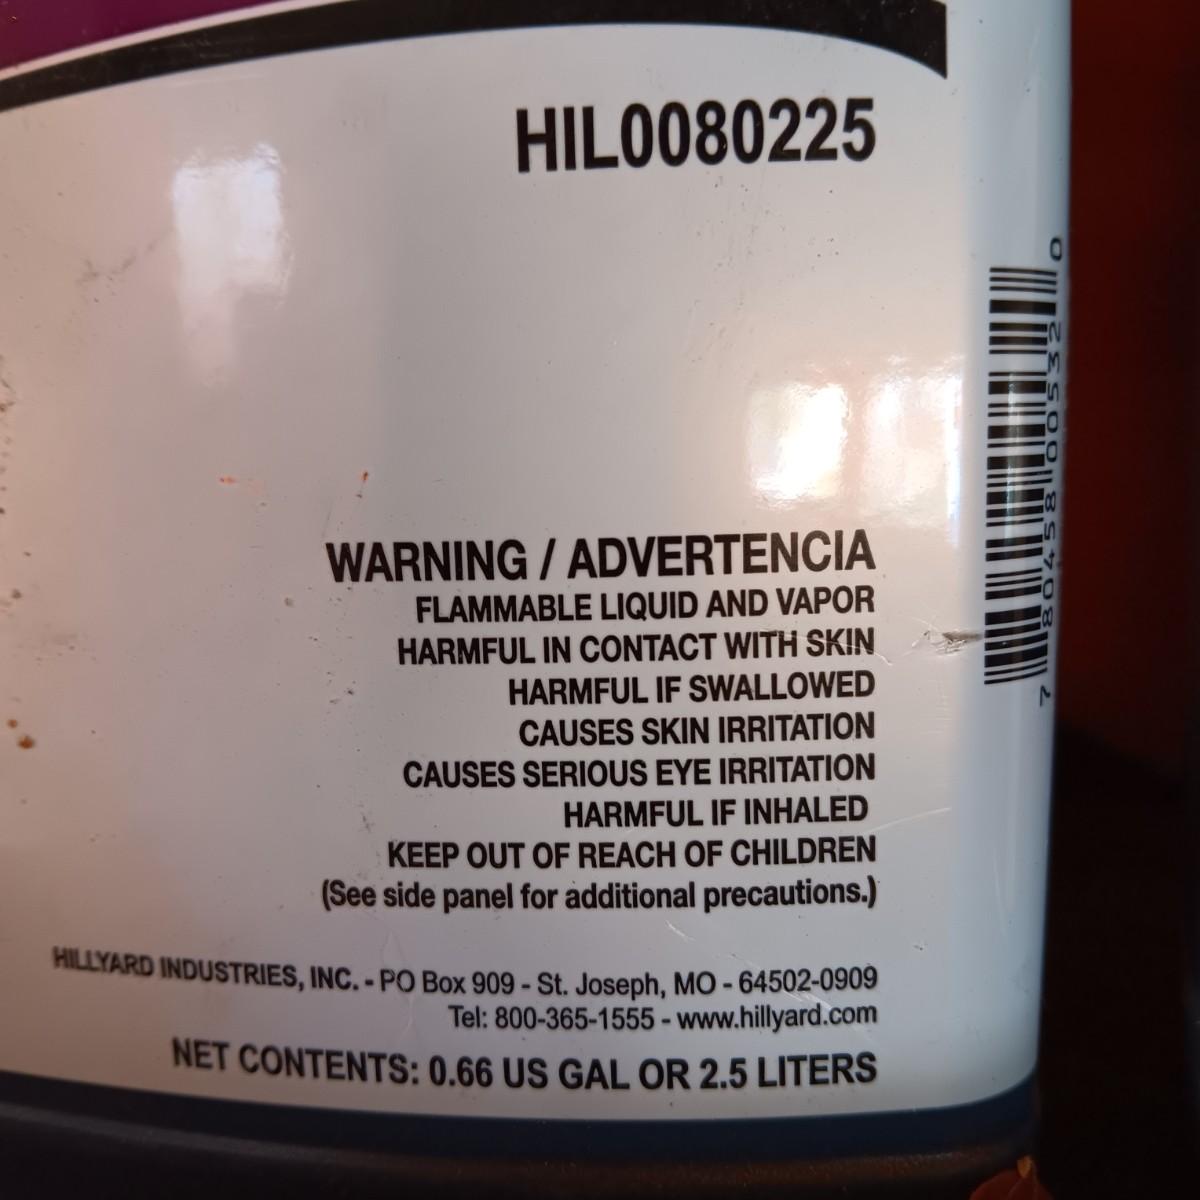 HIL0080225
WARNING / ADVERTENCIA
FLAMMABLE LIQUID AND VAPOR
HARMFUL IN CONTACT WITH SKIN
HARMFUL IF SWALLOWED
CAUSES SKIN IRRITATION
CAUSES SERIOUS EYE IRRITATION
HARMFUL IF INHALED
KEEP OUT OF REACH OF CHILDREN
(See side panel for additional precautions.)
HILLYARD INDUSTRIES, INC. - PO Box 909 - St. Joseph, MO - 64502-0909
Tel: 800-365-1555 - www.hillyard.com
NET CONTENTS: 0.66 US GAL OR 2.5 LITERS
7 80458 00532 0